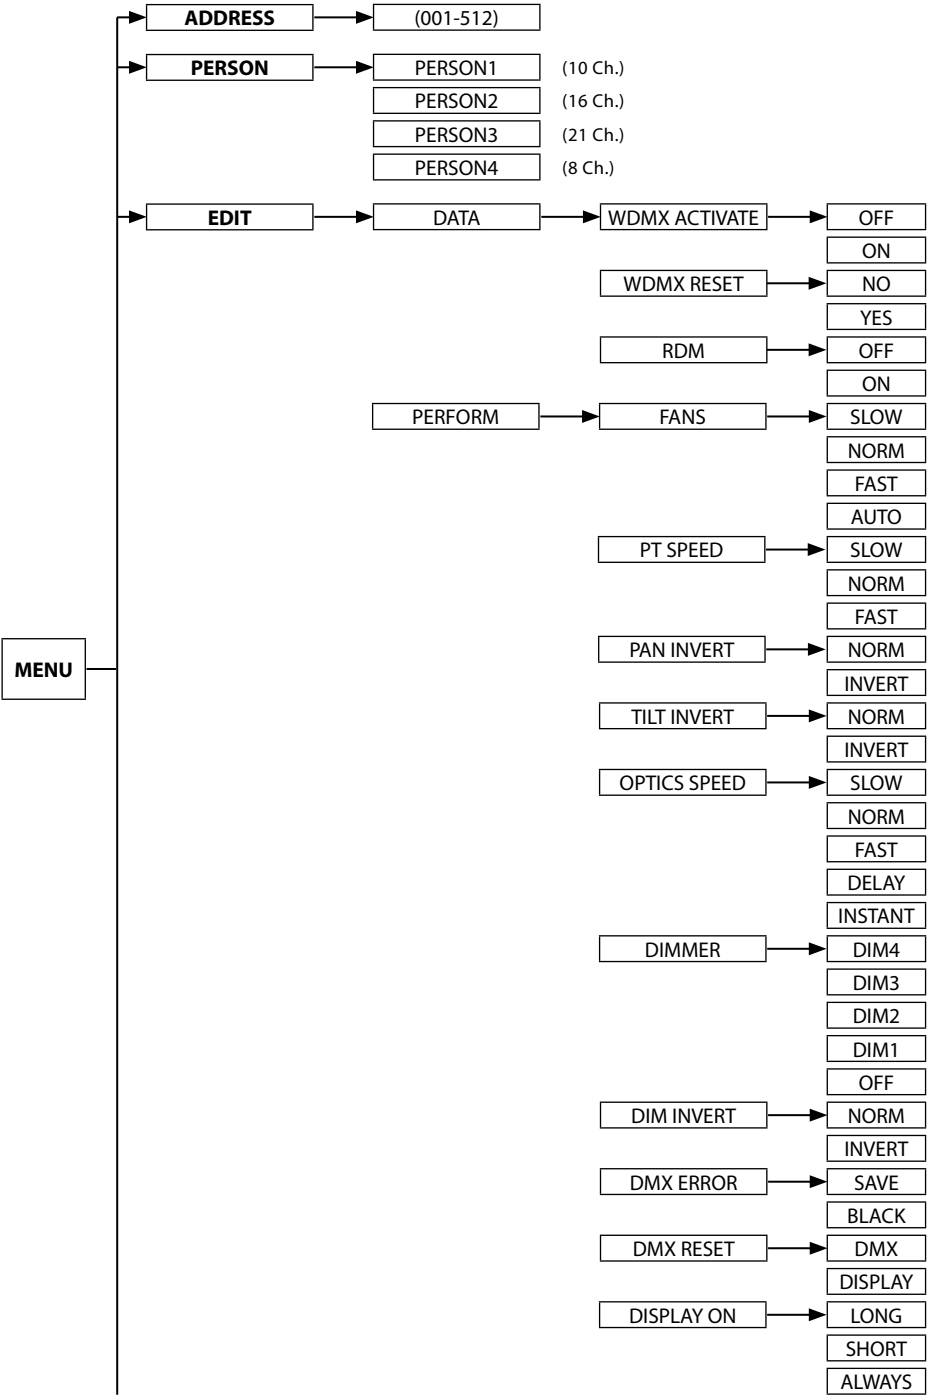 ADDRESS (001-512)
PERSON PERSON1 (10 Ch.)
PERSON2 (16 Ch.)
PERSON3 (21 Ch.)
PERSON4 (8 Ch.)
EDIT DATA WDMX ACTIVATE OFF
ON
WDMX RESET NO
YES
RDM OFF
ON
PERFORM FANS SLOW
NORM
FAST
AUTO
PT SPEED SLOW
NORM
FAST
MENU PAN INVERT NORM
INVERT
TILT INVERT NORM
INVERT
OPTICS SPEED SLOW
NORM
FAST
DELAY
INSTANT
DIMMER DIM4
DIM3
DIM2
DIM1
OFF
DIM INVERT NORM
INVERT
DMX ERROR SAVE
BLACK
DMX RESET DMX
DISPLAY
DISPLAY ON LONG
SHORT
ALWAYS